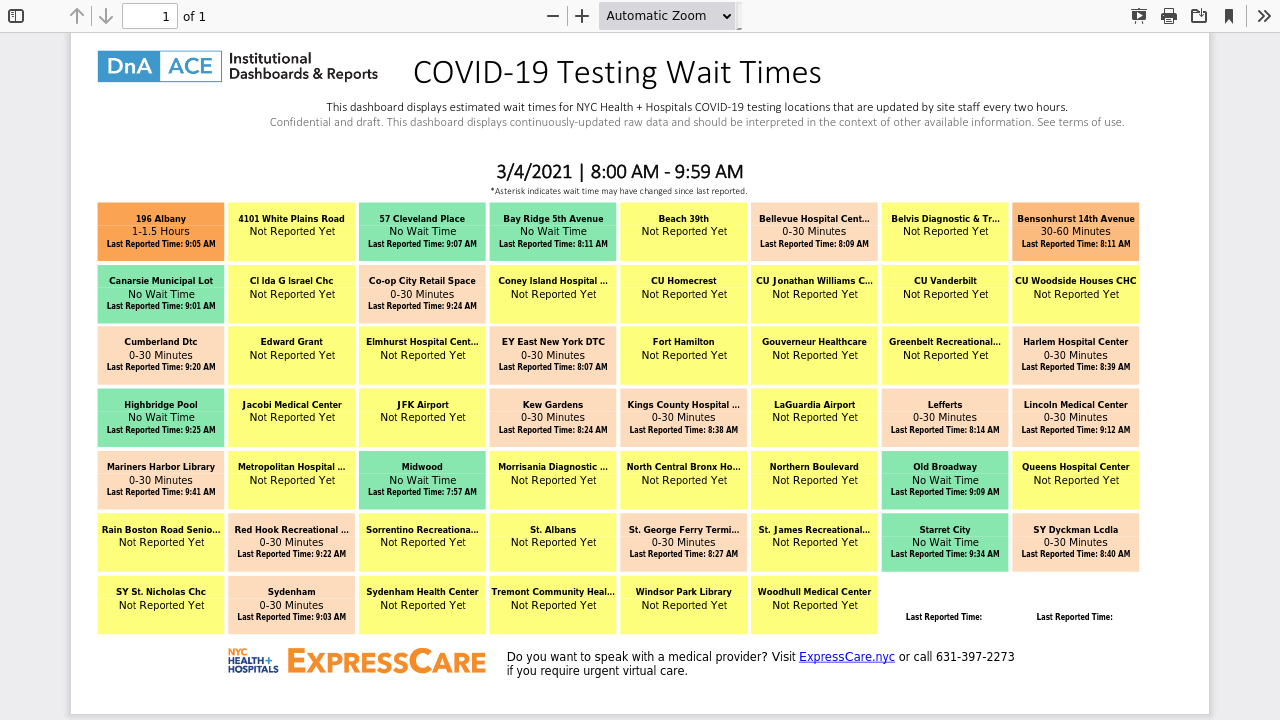 1 of 1 Automatic Zoom
DnA ACE Institutional Dashboards & Reports
COVID-19 Testing Wait Times
This dashboard displays estimated wait times for NYC Health + Hospitals COVID-19 testing locations that are updated by site staff every two hours.
Confidential and draft. This dashboard displays continuously-updated raw data and should be interpreted in the context of other available information. See terms of use.
3/4/2021 | 8:00 AM - 9:59 AM
*Asterisk indicates wait time may have changed since last reported.
196 Albany
1-1.5 Hours
Last Reported Time: 9:05 AM
4101 White Plains Road
Not Reported Yet
57 Cleveland Place
No Wait Time
Last Reported Time: 9:07 AM
Bay Ridge 5th Avenue
No Wait Time
Last Reported Time: 8:11 AM
Beach 39th
Not Reported Yet
Bellevue Hospital Cent...
0-30 Minutes
Last Reported Time: 8:09 AM
Belvis Diagnostic & Tr...
Not Reported Yet
Bensonhurst 14th Avenue
30-60 Minutes
Last Reported Time: 8:11 AM
Canarsie Municipal Lot
No Wait Time
Last Reported Time: 9:01 AM
CI Ida G Israel Chc
Not Reported Yet
Co-op City Retail Space
0-30 Minutes
Last Reported Time: 9:24 AM
Coney Island Hospital ...
Not Reported Yet
CU Homecrest
Not Reported Yet
CU Jonathan Williams C...
Not Reported Yet
CU Vanderbilt
Not Reported Yet
CU Woodside Houses CHC
Not Reported Yet
Cumberland Dtc
0-30 Minutes
Last Reported Time: 9:20 AM
Edward Grant
Not Reported Yet
Elmhurst Hospital Cent...
Not Reported Yet
EY East New York DTC
0-30 Minutes
Last Reported Time: 8:07 AM
Fort Hamilton
Not Reported Yet
Gouverneur Healthcare
Not Reported Yet
Greenbelt Recreational...
Not Reported Yet
Harlem Hospital Center
0-30 Minutes
Last Reported Time: 8:39 AM
Highbridge Pool
No Wait Time
Last Reported Time: 9:25 AM
Jacobi Medical Center
Not Reported Yet
JFK Airport
Not Reported Yet
Kew Gardens
0-30 Minutes
Last Reported Time: 8:24 AM
Kings County Hospital ...
0-30 Minutes
Last Reported Time: 8:38 AM
LaGuardia Airport
Not Reported Yet
Lefferts
0-30 Minutes
Last Reported Time: 8:14 AM
Lincoln Medical Center
0-30 Minutes
Last Reported Time: 9:12 AM
Mariners Harbor Library
0-30 Minutes
Last Reported Time: 9:41 AM
Metropolitan Hospital ...
Not Reported Yet
Midwood
No Wait Time
Last Reported Time: 7:57 AM
Morrisania Diagnostic ...
Not Reported Yet
North Central Bronx Ho...
Not Reported Yet
Northern Boulevard
Not Reported Yet
Old Broadway
No Wait Time
Last Reported Time: 9:09 AM
Queens Hospital Center
Not Reported Yet
Rain Boston Road Senio...
Not Reported Yet
Red Hook Recreational ...
0-30 Minutes
Last Reported Time: 9:22 AM
Sorrentino Recreationa...
Not Reported Yet
St. Albans
Not Reported Yet
St. George Ferry Termi...
0-30 Minutes
Last Reported Time: 8:27 AM
St. James Recreational...
Not Reported Yet
Starret City
No Wait Time
Last Reported Time: 9:34 AM
SY Dyckman Lcdla
0-30 Minutes
Last Reported Time: 8:40 AM
SY St. Nicholas Chc
Not Reported Yet
Sydenham
0-30 Minutes
Last Reported Time: 9:03 AM
Sydenham Health Center
Not Reported Yet
Tremont Community Heal...
Not Reported Yet
Windsor Park Library
Not Reported Yet
Woodhull Medical Center
Not Reported Yet
Last Reported Time:
Last Reported Time:
NYC HEALTH+ HOSPITALS
EXPRESSCARE
Do you want to speak with a medical provider? Visit ExpressCare.nyc or call 631-397-2273
if you require urgent virtual care.